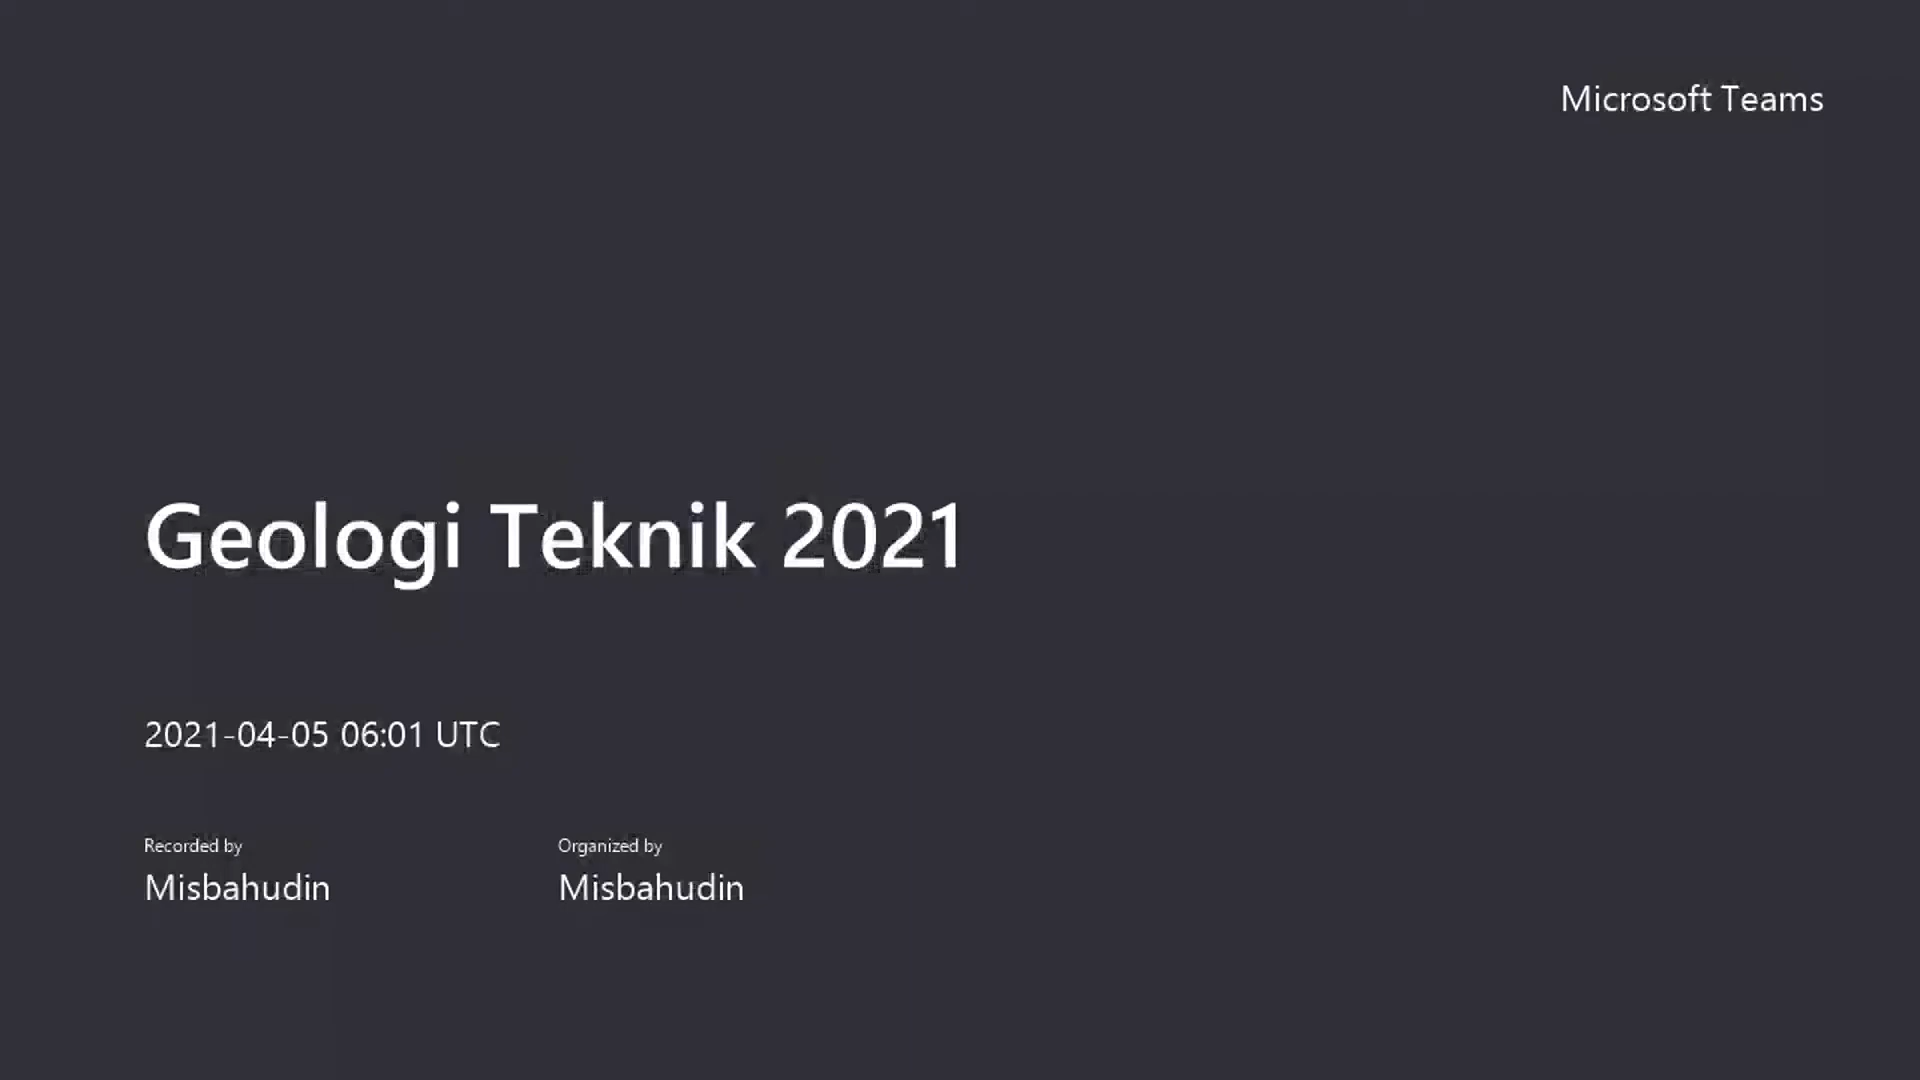 Microsoft Teams
Geologi Teknik 2021
2021-04-05 06:01 UTC
Recorded by
Misbahudin
Organized by
Misbahudin